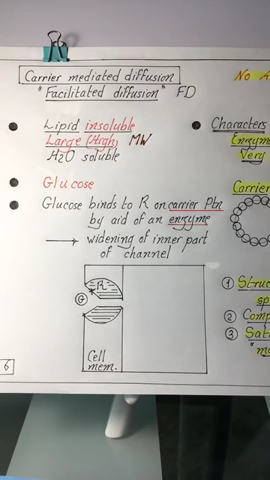 Carrier mediated diffusion
"Facilitated diffusion" FD
Lipid insoluble
Large (High) MW
H2O soluble
Glucose
Glucose binds to R on carrier Ptn
by aid of an enzyme
→ widening of inner part
of channel
R
G
Cell
mem.
6
No
Characters
Enzyme
Very
Carrier
① Struc
sp
② Comp
③ Satu
"m